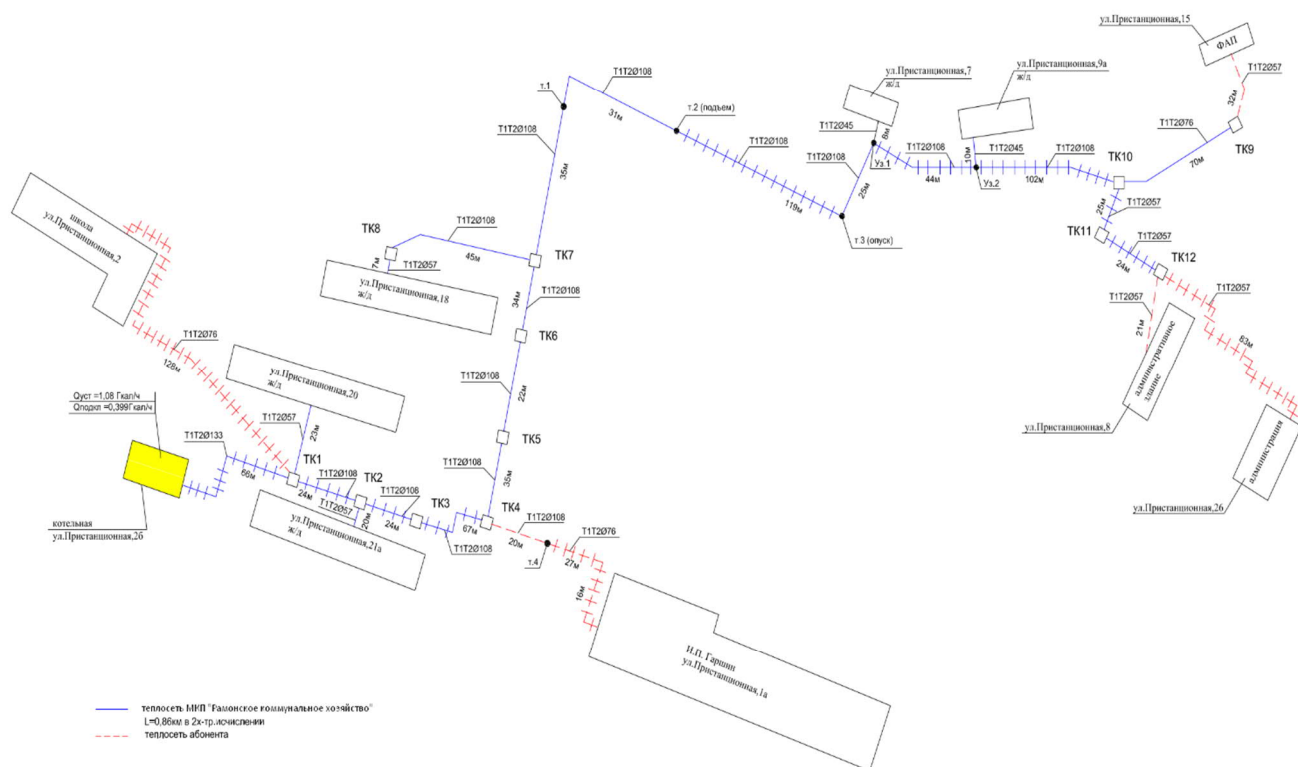 ул.Пристанционная,15
ФАП
Т1Т2Ø57
32м
ТК9
Т1Т2Ø76
70м
Т1Т2Ø108
31м
т.1
т.2 (подъем)
Т1Т2Ø108
119м
т.3 (опуск)
ул.Пристанционная,7
ж/д
Т1Т2Ø45
8м
Уз.1
Т1Т2Ø108
25м
ул.Пристанционная,9а
ж/д
Т1Т2Ø108
44м
10м
Т1Т2Ø45
Уз.2
Т1Т2Ø108
102м
ТК10
25м
Т1Т2Ø57
ТК11
Т1Т2Ø57
24м
ТК12
Т1Т2Ø57
21м
Т1Т2Ø57
83м
административное
здание
ул.Пристанционная,8
администрация
ул.Пристанционная,26
Т1Т2Ø108
35м
ТК7
Т1Т2Ø108
45м
ТК8
7м
Т1Т2Ø57
ул.Пристанционная,18
ж/д
34м
Т1Т2Ø108
ТК6
Т1Т2Ø108
22м
ТК5
Т1Т2Ø108
35м
школа
ул.Пристанционная,2
Т1Т2Ø76
128м
ул.Пристанционная,20
ж/д
Т1Т2Ø57
23м
Qуст =1,08 Гкал/ч
Qподкл =0,399Гкал/ч
Т1Т2Ø133
66м
котельная
ул.Пристанционная,2б
ТК1
Т1Т2Ø108
24м
ТК2
Т1Т2Ø57
20м
Т1Т2Ø108
24м
ТК3
ул.Пристанционная,21а
ж/д
Т1Т2Ø108
67м
ТК4
Т1Т2Ø108
20м
т.4
Т1Т2Ø76
27м
16м
И.П. Гаршин
ул.Пристанционная,1а
теплосеть МКП "Рамонское коммунальное хозяйство"
L=0,86км в 2х-тр.исчислении
теплосеть абонента